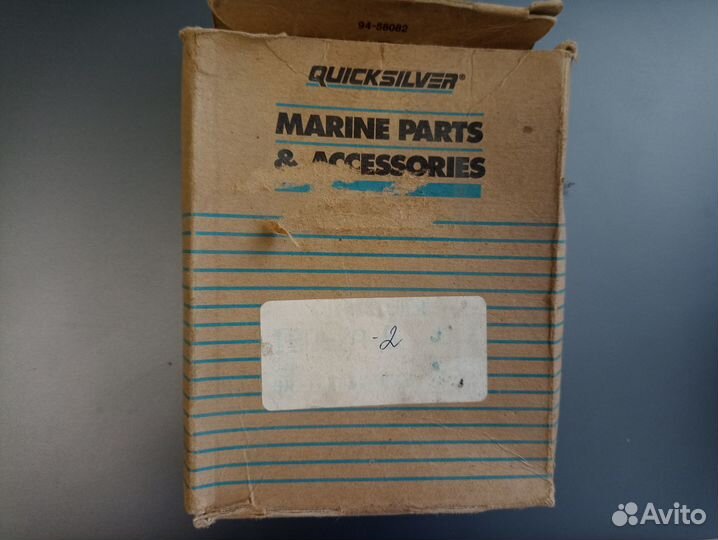 94-58082
QUICKSILVER®
MARINE PARTS
& ACCESSORIES
-2
Avito